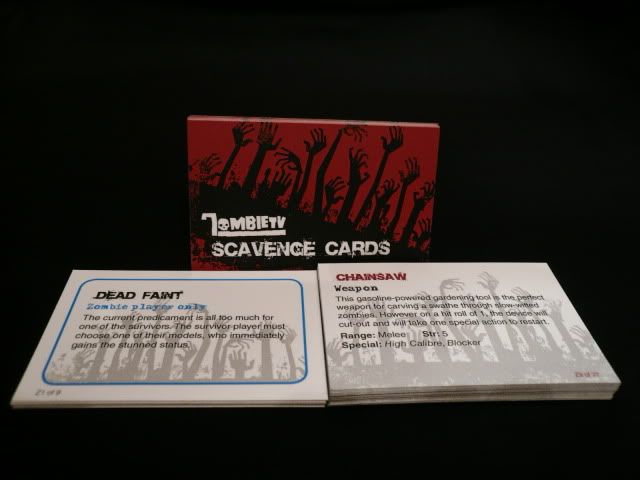 ZOMBIETV
SCAVENGE CARDS
DEAD FAINT
Zombie player only
The current predicament is all too much for
one of the survivors. The survivor player must
choose one of their models, who immediately
gains the stunned status.
CHAINSAW
Weapon
This gasoline-powered gardening tool is the perfect
weapon for carving a swathe through slow-witted
zombies. However on a hit roll of 1, the device will
cut-out and will take one special action to restart.
Range: Melee Str: 5
Special: High Calibre, Blocker